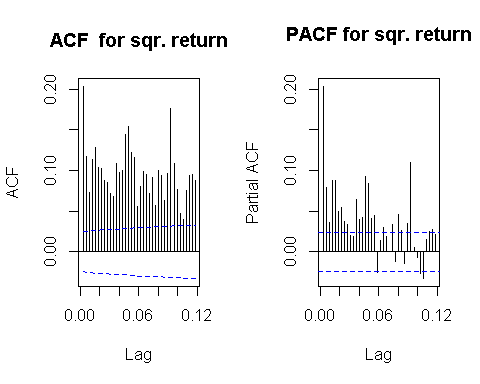 ACF  for sqr. return
ACF
0.20
0.10
0.00
0.00
0.06
0.12
Lag
PACF for sqr. return
Partial ACF
0.20
0.10
0.00
0.00
0.06
0.12
Lag